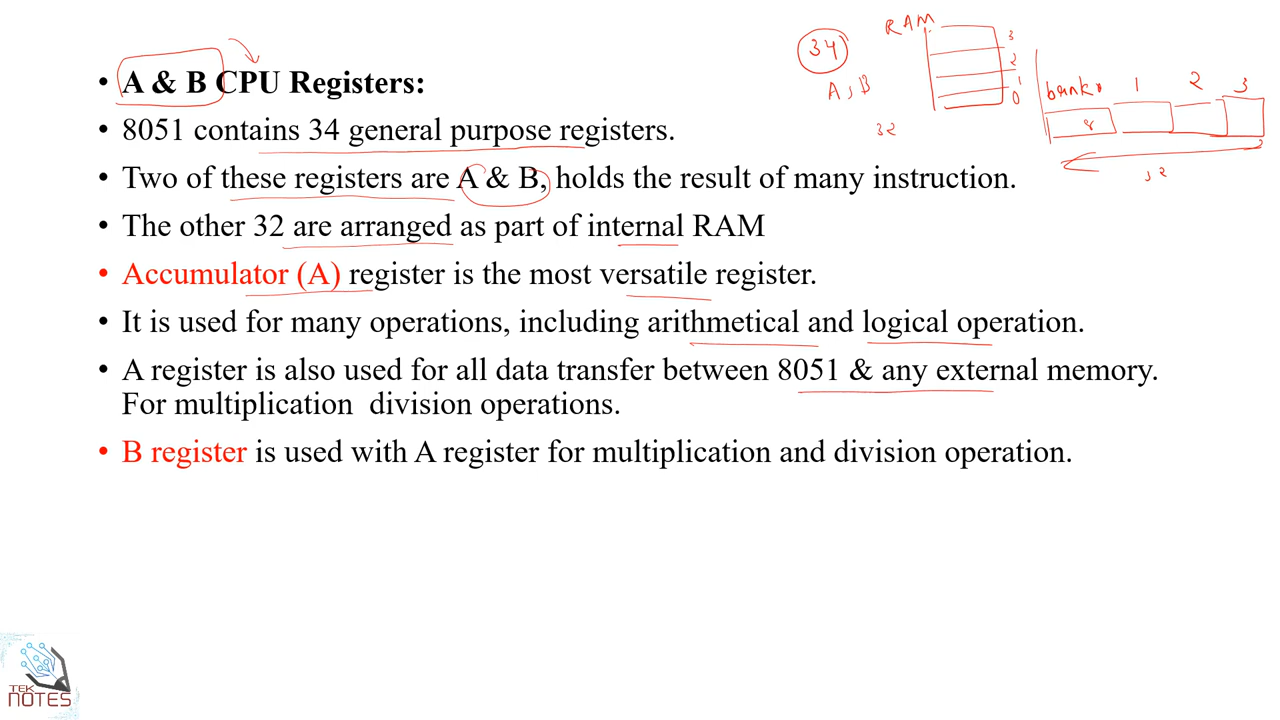 • A & B CPU Registers:
• 8051 contains 34 general purpose registers.
• Two of these registers are A & B, holds the result of many instruction.
• The other 32 are arranged as part of internal RAM
• Accumulator (A) register is the most versatile register.
• It is used for many operations, including arithmetical and logical operation.
• A register is also used for all data transfer between 8051 & any external memory.
For multiplication division operations.
• B register is used with A register for multiplication and division operation.
34
A, B
32
RAM
3
2
1
0
bank 0 1 2 3
8
32
TEK
NOTES